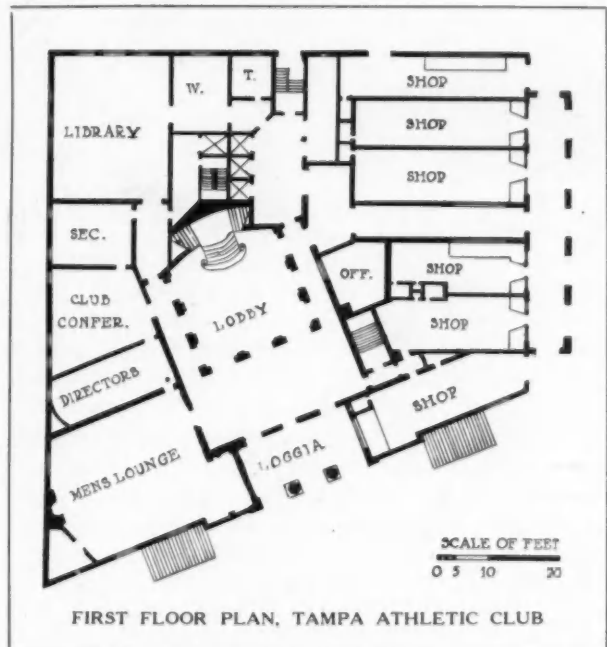 SHOP
W.
T.
SHOP
LIBRARY
SHOP
SEC.
OFF.
SHOP
CLUB
CONFER.
LOBBY
SHOP
DIRECTORS
SHOP
MENS LOUNGE
LOGGIA
SCALE OF FEET
0 5 10 20
FIRST FLOOR PLAN, TAMPA ATHLETIC CLUB